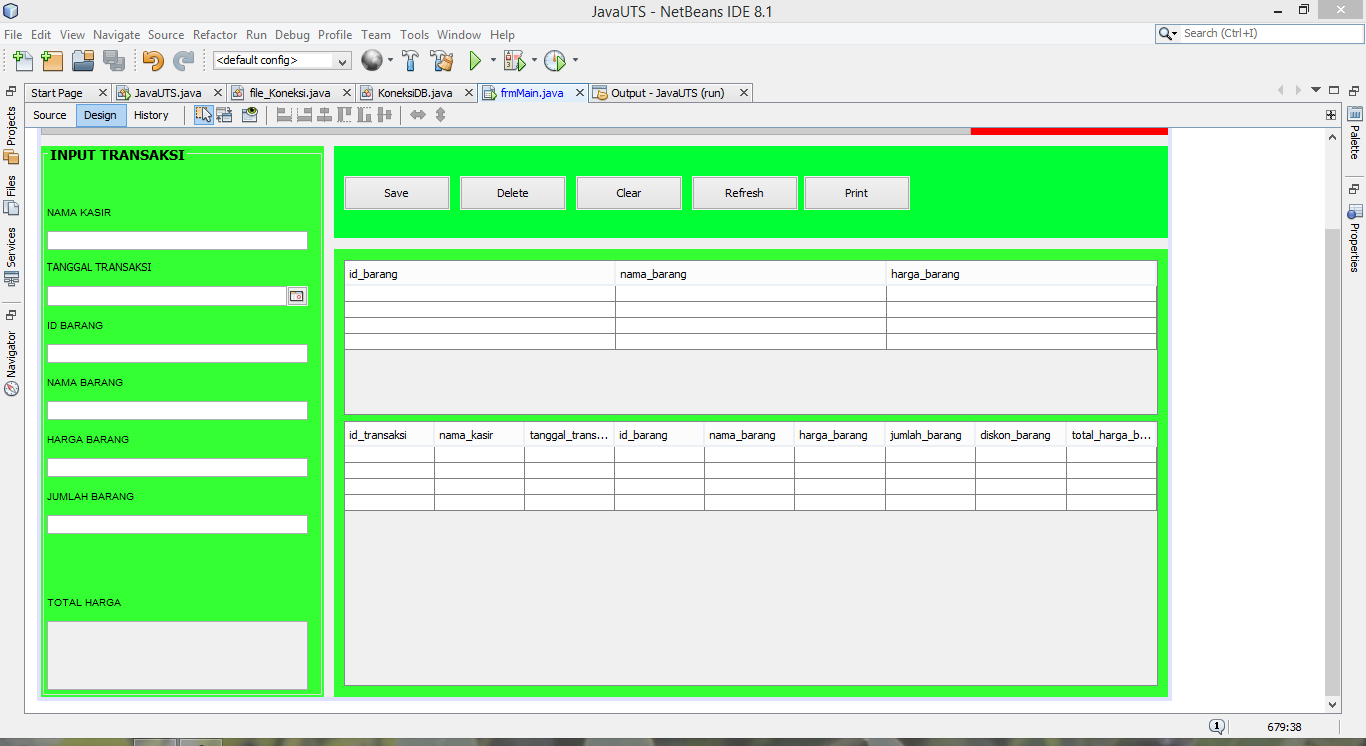 JavaUTS - NetBeans IDE 8.1
File Edit View Navigate Source Refactor Run Debug Profile Team Tools Window Help
Search (Ctrl+I)
<default config>
Start Page JavaUTS.java file_Koneksi.java KoneksiDB.java frmMain.java Output - JavaUTS (run)
Source Design History
Projects
Files
Services
Navigator
INPUT TRANSAKSI
NAMA KASIR
TANGGAL TRANSAKSI
ID BARANG
NAMA BARANG
HARGA BARANG
JUMLAH BARANG
TOTAL HARGA
Save Delete Clear Refresh Print
id_barang nama_barang harga_barang
id_transaksi nama_kasir tanggal_trans... id_barang nama_barang harga_barang jumlah_barang diskon_barang total_harga_b...
Palette
Properties
1
679:38